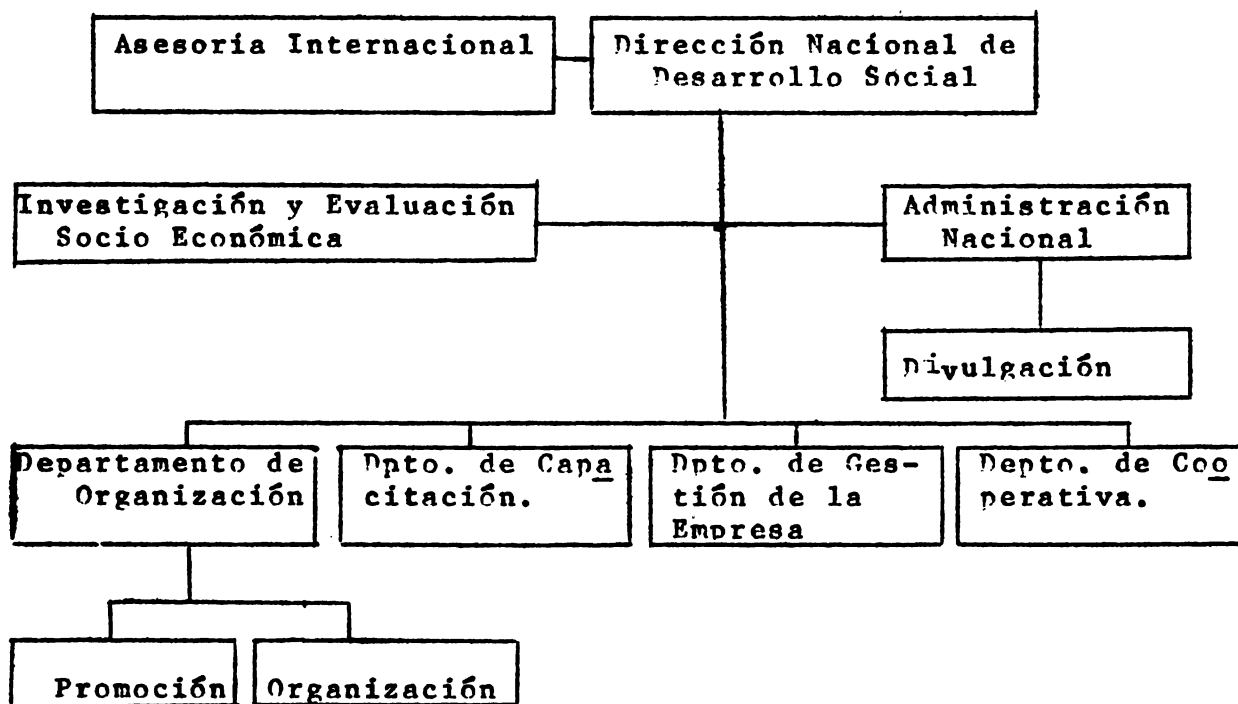 Asesoría Internacional
Dirección Nacional de
Desarrollo Social
Investigación y Evaluación
Socio Económica
Administración
Nacional
Divulgación
Departamento de
Organización
Dpto. de Capa
citación.
Dpto. de Ges-
tión de la
Empresa
Depto. de Coo
perativa.
Promoción
Organización